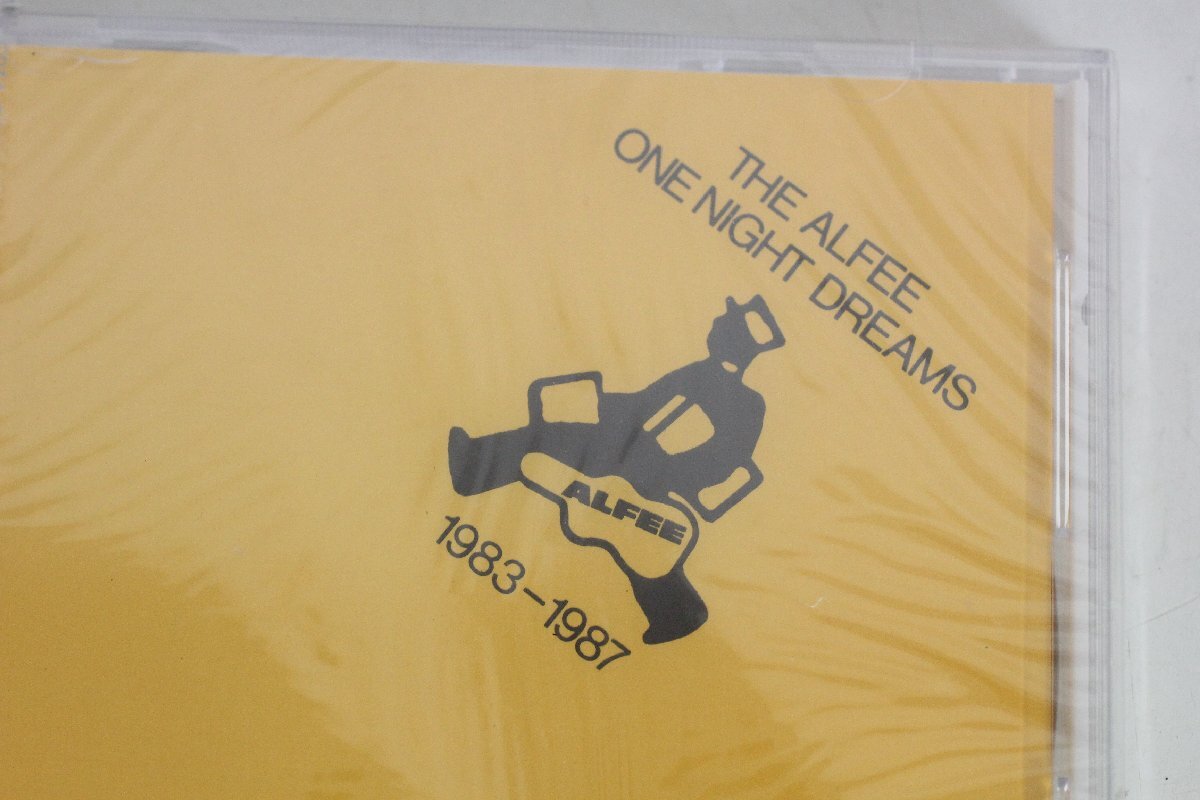 THE ALFEE
ONE NIGHT DREAMS
ALFEE
1983-1987